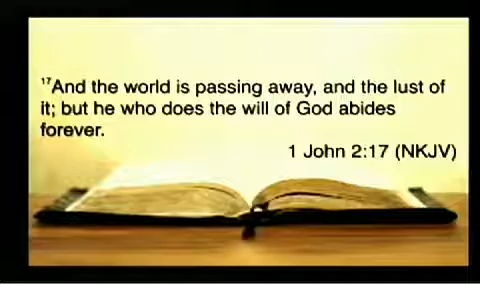 ¹⁷And the world is passing away, and the lust of
it; but he who does the will of God abides
forever.
1 John 2:17 (NKJV)